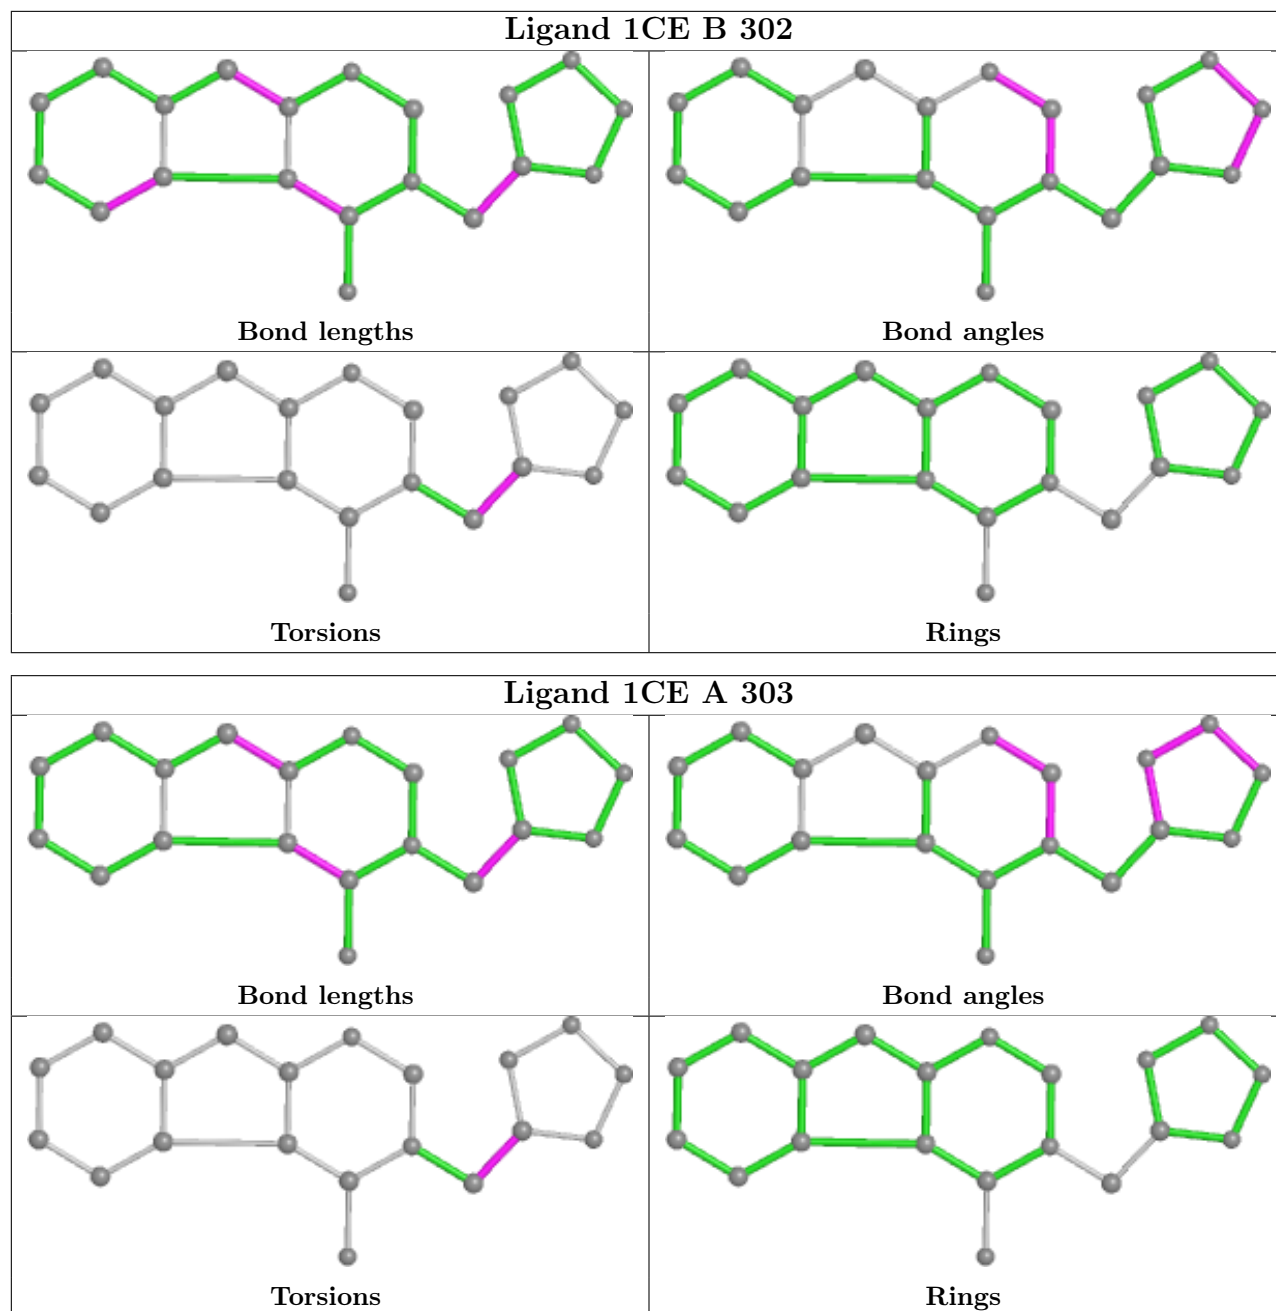 Ligand 1CE B 302
Bond lengths
Bond angles
Torsions
Rings
Ligand 1CE A 303
Bond lengths
Bond angles
Torsions
Rings